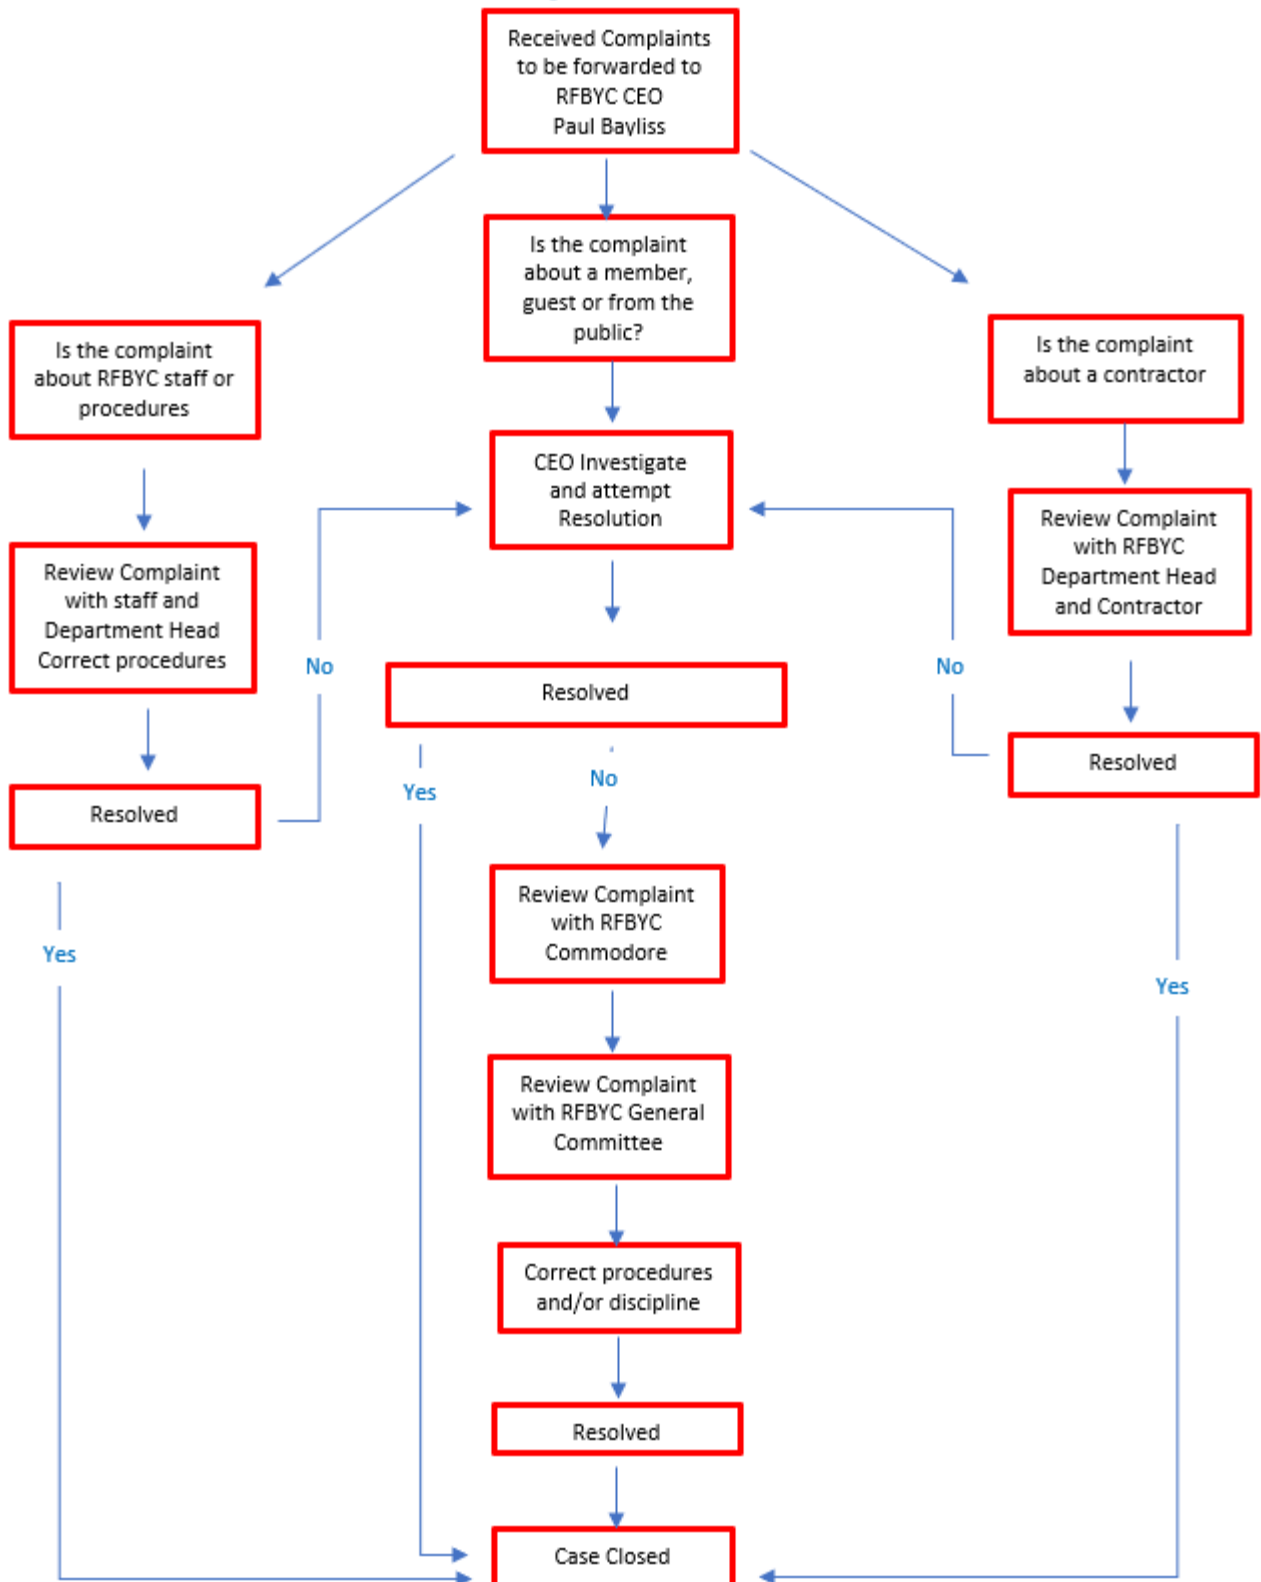 Received Complaints
to be forwarded to
RFBYC CEO
Paul Bayliss
Is the complaint
about a member,
guest or from the
public?
Is the complaint
about RFBYC staff or
procedures
Is the complaint
about a contractor
CEO Investigate
and attempt
Resolution
Review Complaint
with RFBYC
Department Head
and Contractor
Review Complaint
with staff and
Department Head
Correct procedures
No
No
Resolved
Resolved
Resolved
Yes
No
Review Complaint
with RFBYC
Commodore
Yes
Yes
Review Complaint
with RFBYC General
Committee
Correct procedures
and/or discipline
Resolved
Case Closed